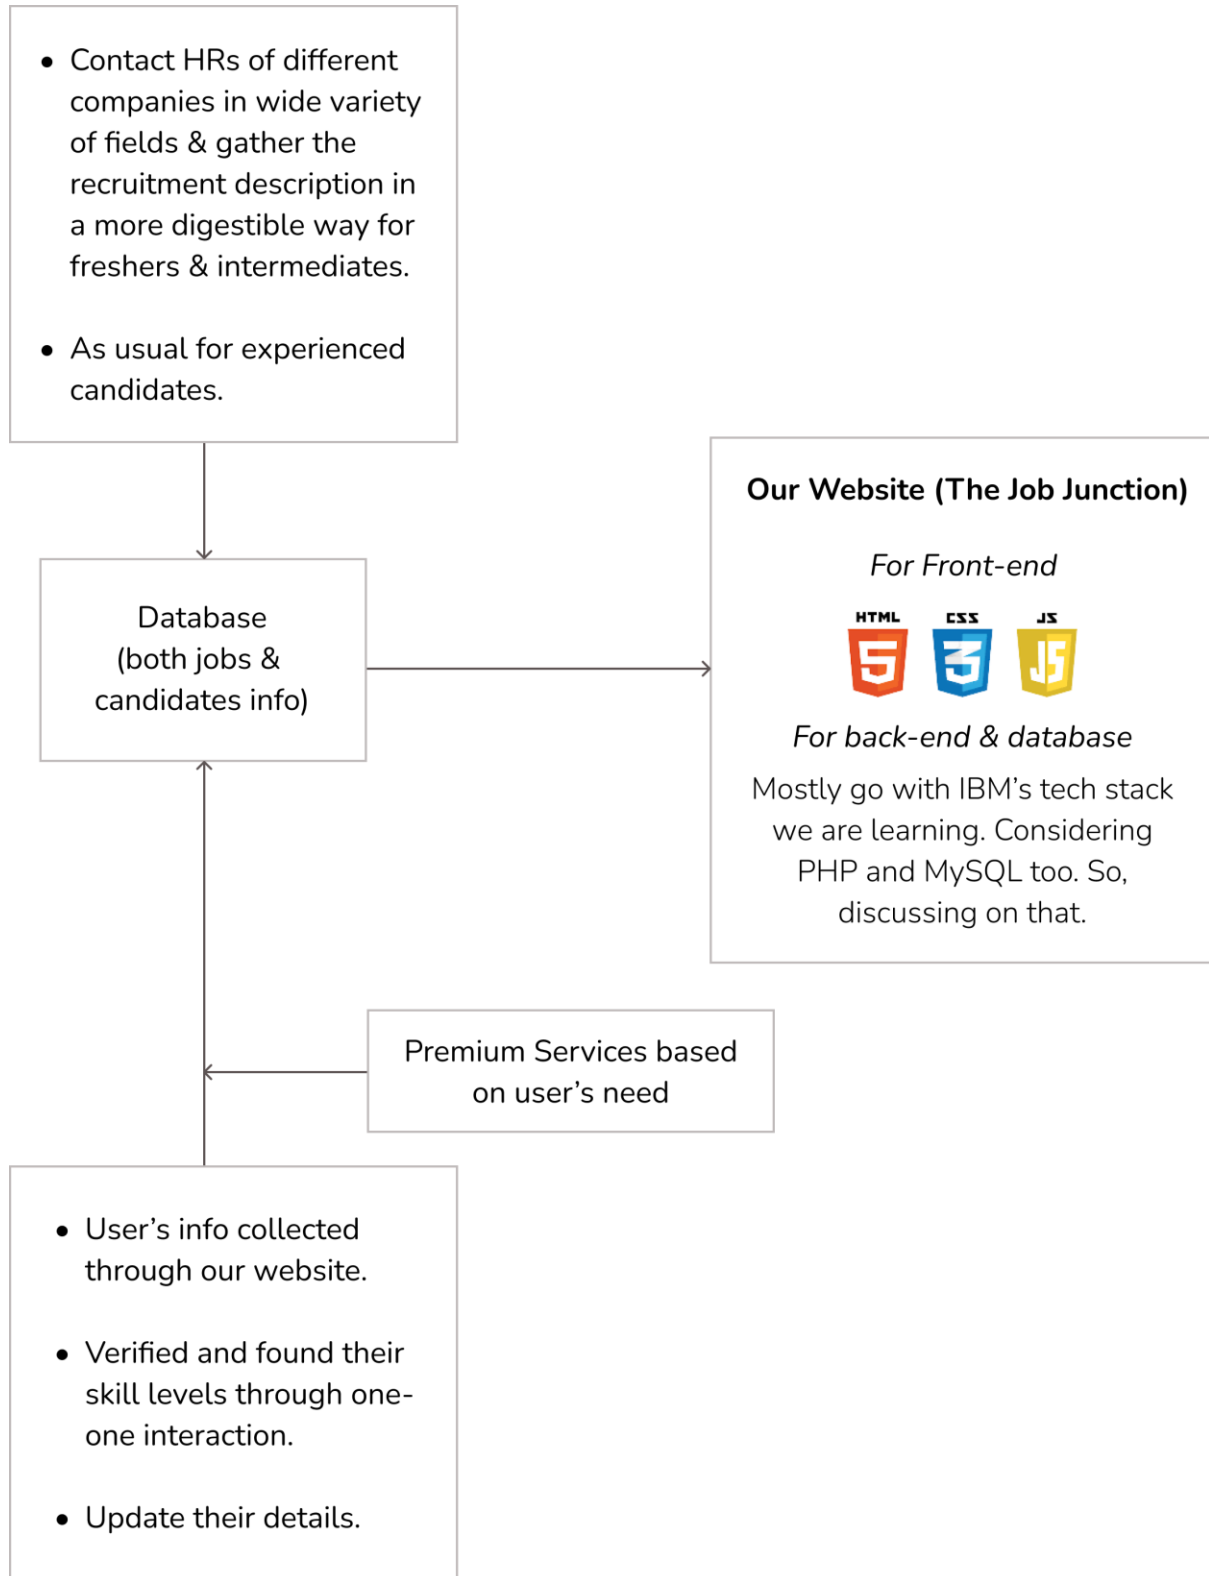 • Contact HRs of different
companies in wide variety
of fields & gather the
recruitment description in
a more digestible way for
freshers & intermediates.
• As usual for experienced
candidates.
Database
(both jobs &
candidates info)
Our Website (The Job Junction)
For Front-end
HTML CSS JS
5 3 JS
For back-end & database
Mostly go with IBM’s tech stack
we are learning. Considering
PHP and MySQL too. So,
discussing on that.
Premium Services based
on user’s need
• User’s info collected
through our website.
• Verified and found their
skill levels through one-
one interaction.
• Update their details.